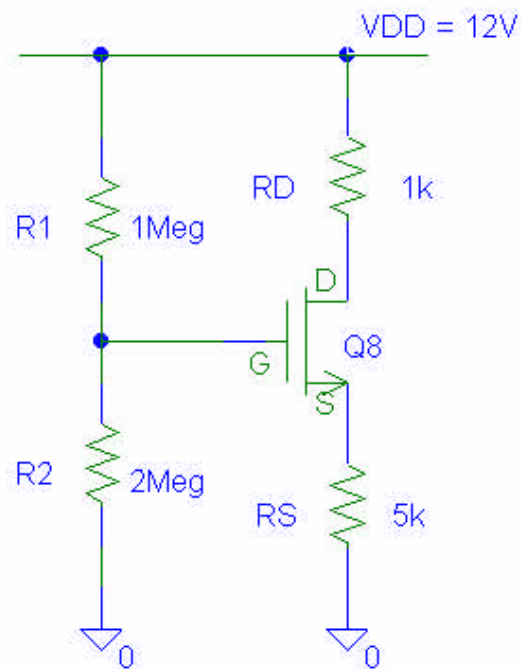 VDD = 12V
RD 1k
R1 1Meg
D
Q8
G
S
R2 2Meg
RS 5k
0
0